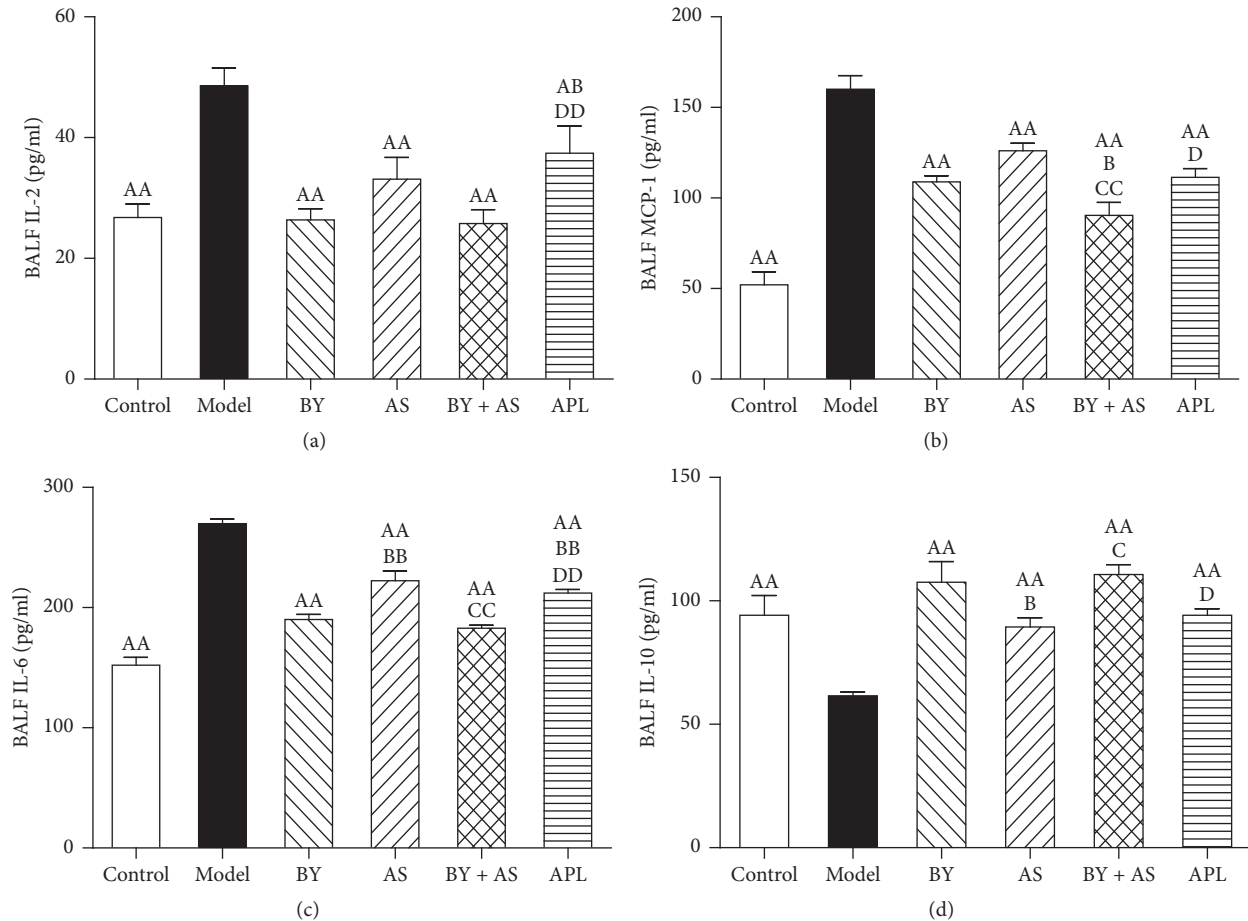 60
40
20
0
BALF IL-2 (pg/ml)
AA
AA
AA
AA
AB
DD
Control
Model
BY
AS
BY + AS
APL
(a)
200
150
100
50
0
BALF MCP-1 (pg/ml)
AA
AA
AA
AA
B
CC
AA
D
Control
Model
BY
AS
BY + AS
APL
(b)
300
200
100
0
BALF IL-6 (pg/ml)
AA
AA
AA
BB
AA
CC
AA
BB
DD
Control
Model
BY
AS
BY + AS
APL
(c)
150
100
50
0
BALF IL-10 (pg/ml)
AA
AA
AA
B
AA
C
AA
D
Control
Model
BY
AS
BY + AS
APL
(d)